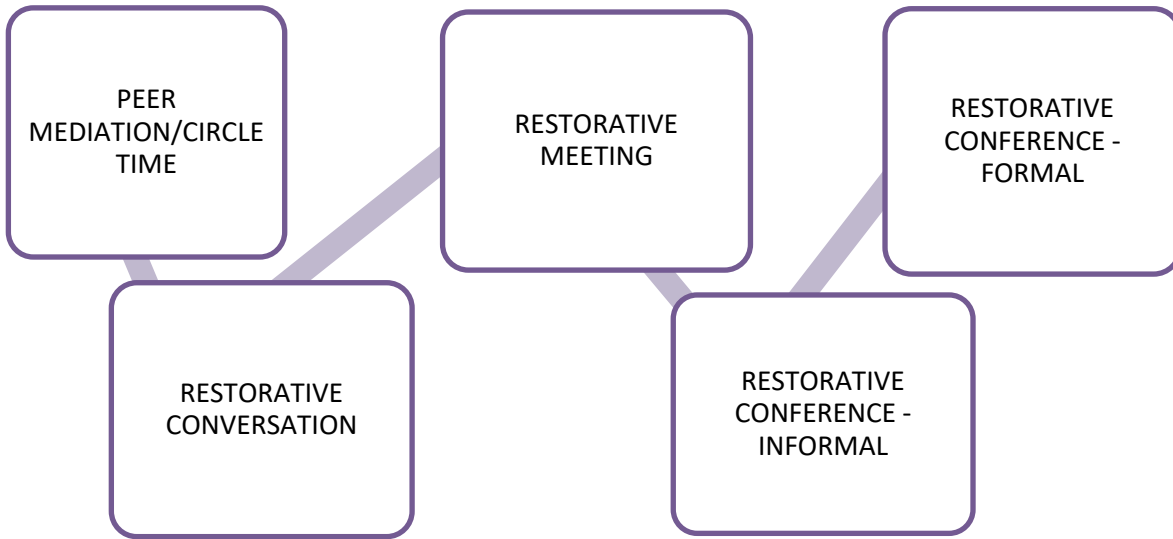 PEER
MEDIATION/CIRCLE
TIME
RESTORATIVE
CONVERSATION
RESTORATIVE
MEETING
RESTORATIVE
CONFERENCE -
INFORMAL
RESTORATIVE
CONFERENCE -
FORMAL